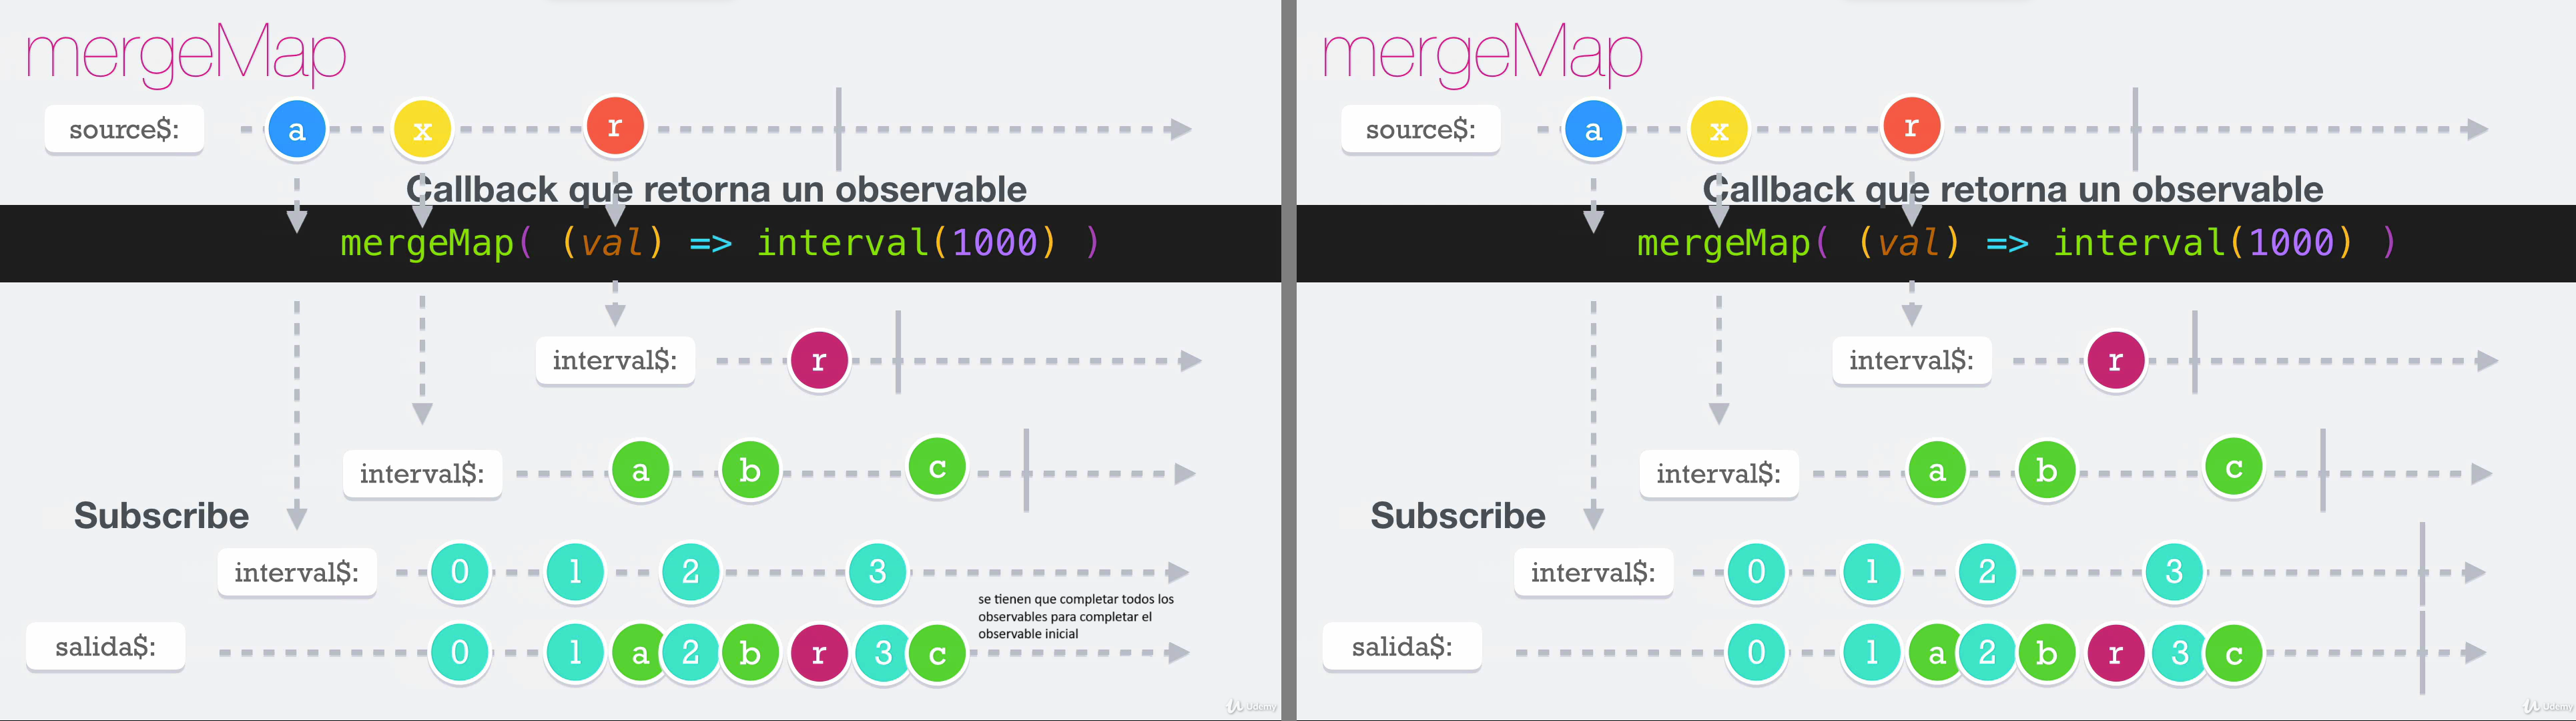 mergeMap
source$:
a x r
Callback que retorna un observable
mergeMap( (val) => interval(1000) )
interval$:
r
interval$:
a b c
Subscribe
interval$:
0 1 2 3
se tienen que completar todos los
observables para completar el
observable inicial
salida$:
0 1 a 2 b r 3 c
Udemy
mergeMap
source$:
a x r
Callback que retorna un observable
mergeMap( (val) => interval(1000) )
interval$:
r
interval$:
a b c
Subscribe
interval$:
0 1 2 3
salida$:
0 1 a 2 b r 3 c
Udemy